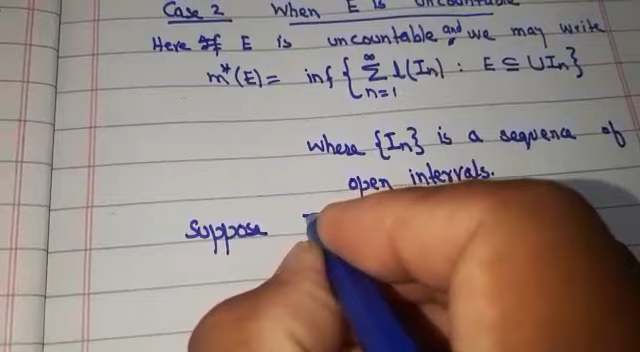 Case 2 When E is uncountable
Here E is uncountable and we may write
m*(E) = inf { ∞ Σ n=1 l(In) : E ⊆ ∪In }
where {In} is a sequence of
open intervals.
Suppose